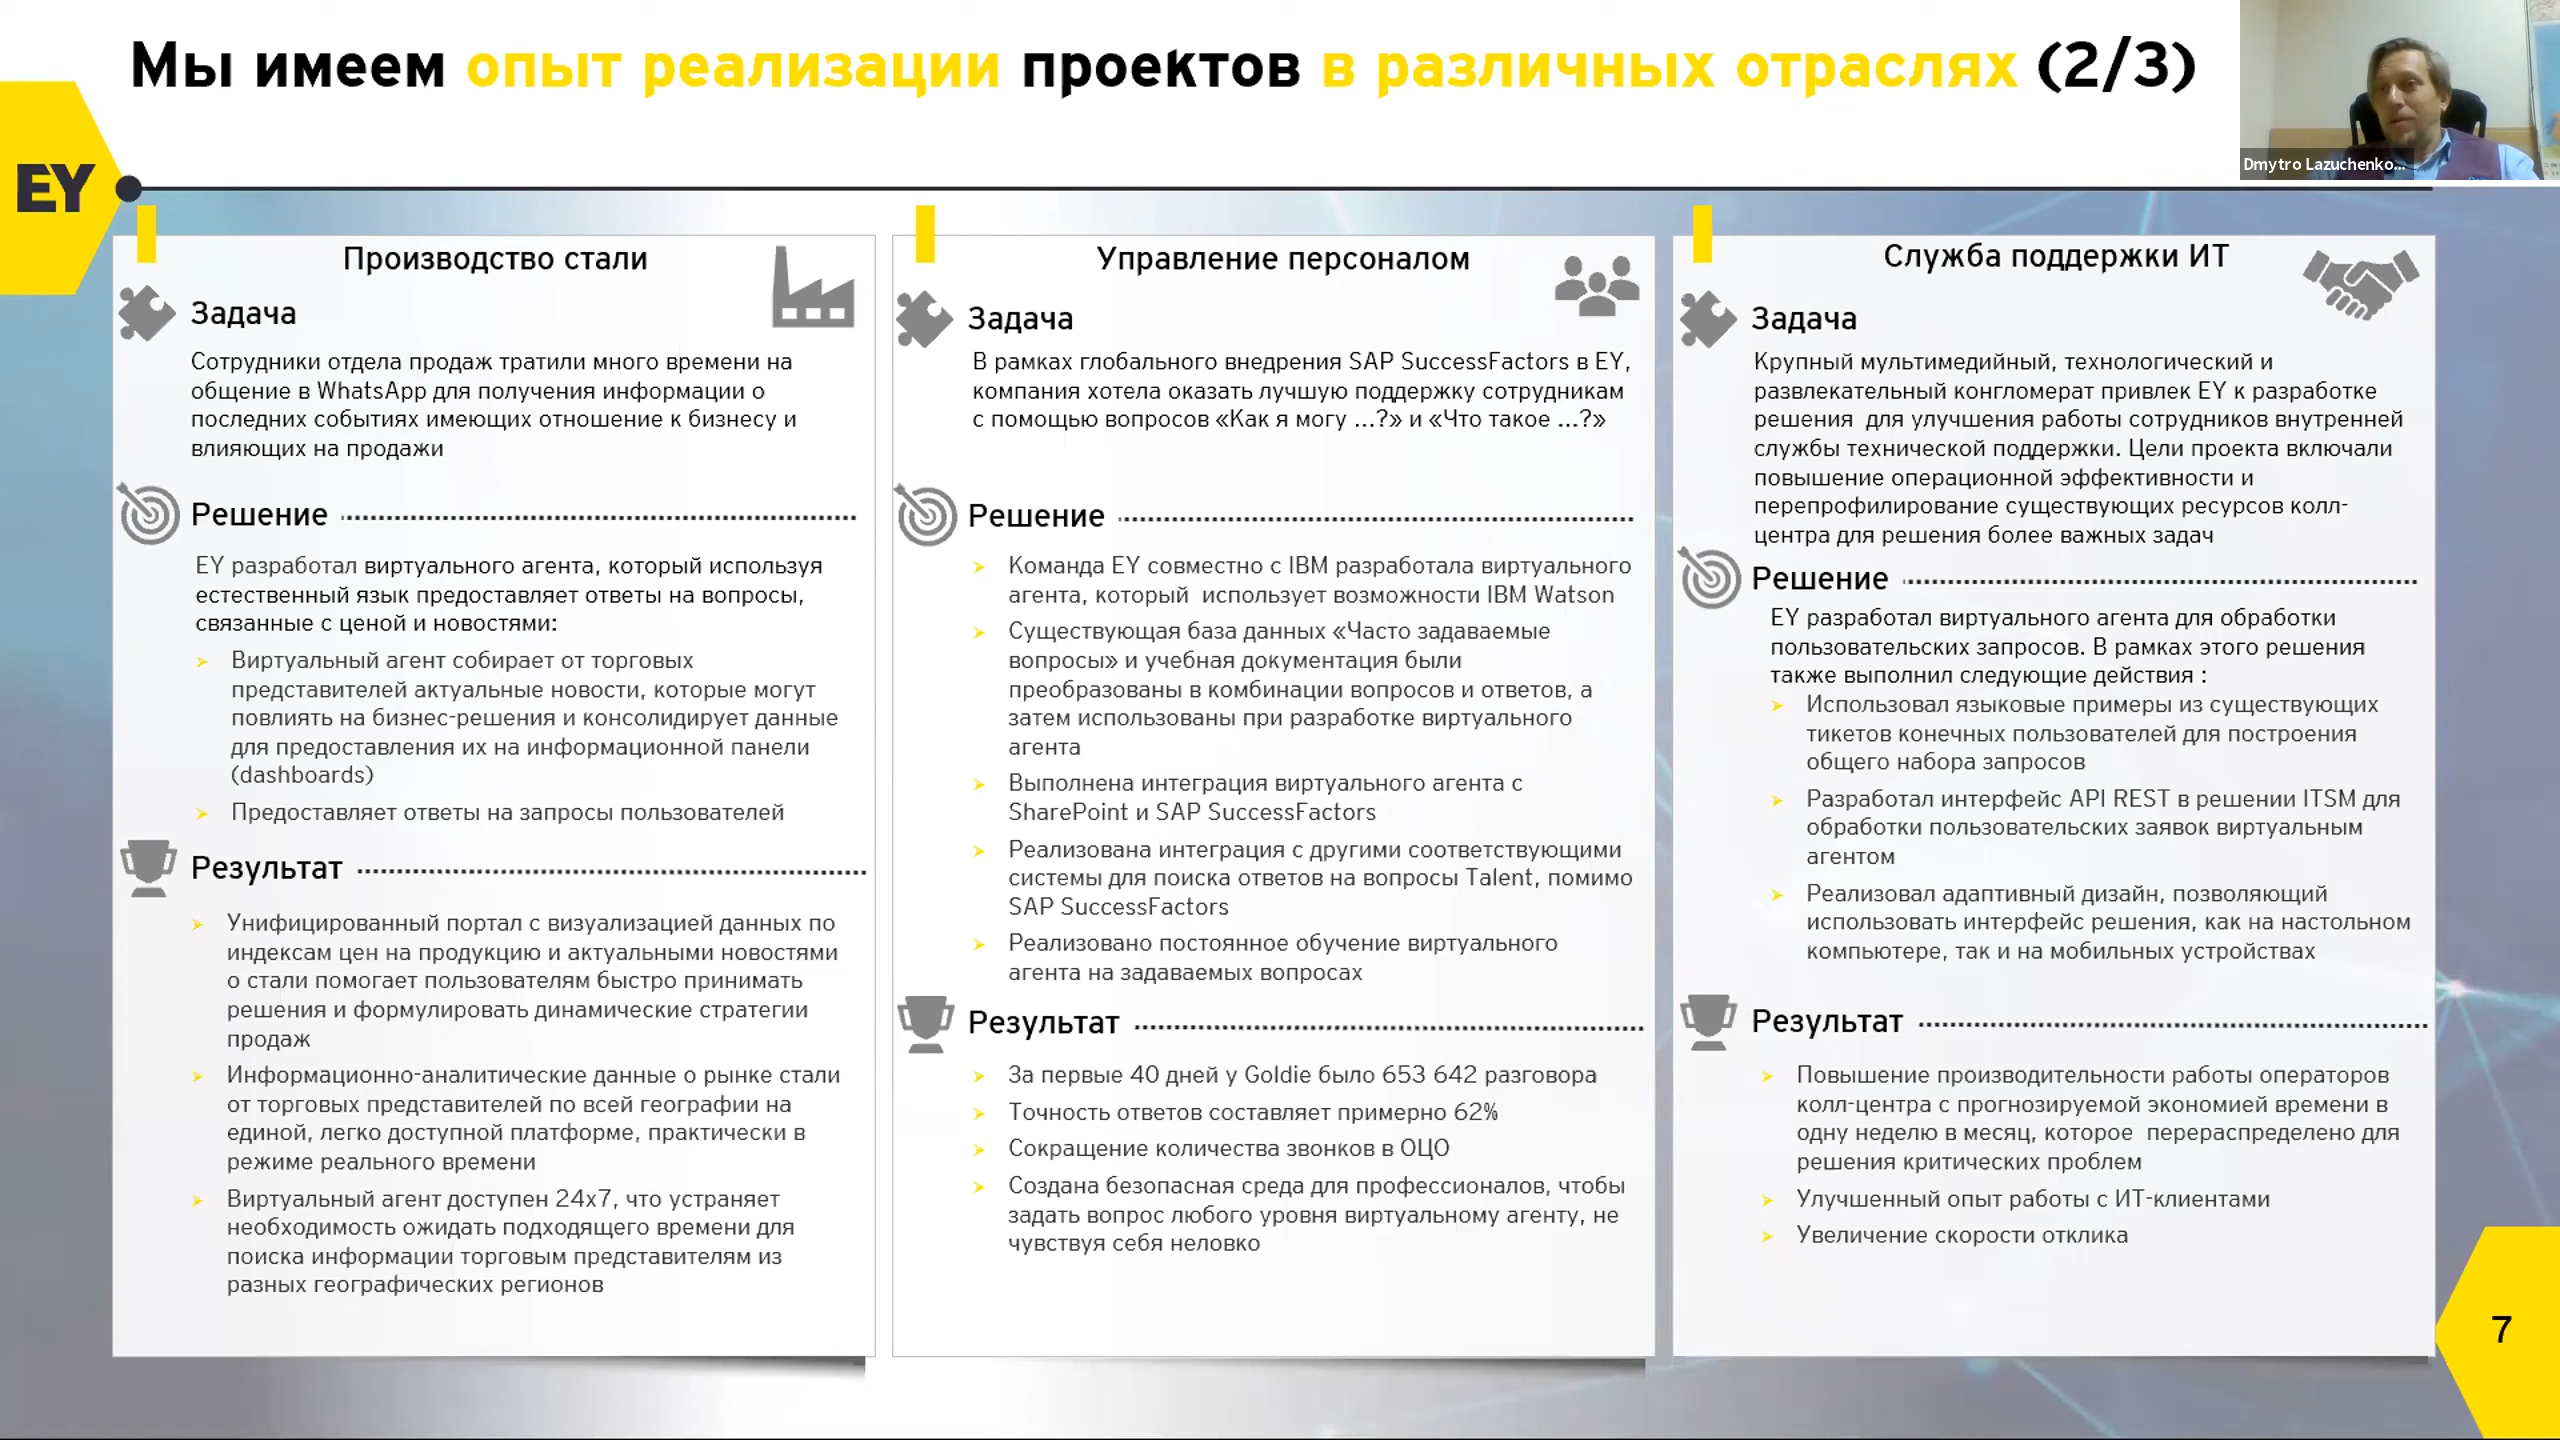 Мы имеем опыт реализации проектов в различных отраслях (2/3)
Dmytro Lazuchenko...
EY
Производство стали
Задача
Сотрудники отдела продаж тратили много времени на
общение в WhatsApp для получения информации о
последних событиях имеющих отношение к бизнесу и
влияющих на продажи
Решение
EY разработал виртуального агента, который используя
естественный язык предоставляет ответы на вопросы,
связанные с ценой и новостями:
Виртуальный агент собирает от торговых
представителей актуальные новости, которые могут
повлиять на бизнес-решения и консолидирует данные
для предоставления их на информационной панели
(dashboards)
Предоставляет ответы на запросы пользователей
Результат
Унифицированный портал с визуализацией данных по
индексам цен на продукцию и актуальными новостями
о стали помогает пользователям быстро принимать
решения и формулировать динамические стратегии
продаж
Информационно-аналитические данные о рынке стали
от торговых представителей по всей географии на
единой, легко доступной платформе, практически в
режиме реального времени
Виртуальный агент доступен 24x7, что устраняет
необходимость ожидать подходящего времени для
поиска информации торговым представителям из
разных географических регионов
Управление персоналом
Задача
В рамках глобального внедрения SAP SuccessFactors в EY,
компания хотела оказать лучшую поддержку сотрудникам
с помощью вопросов «Как я могу ...?» и «Что такое ...?»
Решение
Команда EY совместно с IBM разработала виртуального
агента, который  использует возможности IBM Watson
Существующая база данных «Часто задаваемые
вопросы» и учебная документация были
преобразованы в комбинации вопросов и ответов, а
затем использованы при разработке виртуального
агента
Выполнена интеграция виртуального агента с
SharePoint и SAP SuccessFactors
Реализована интеграция с другими соответствующими
системы для поиска ответов на вопросы Talent, помимо
SAP SuccessFactors
Реализовано постоянное обучение виртуального
агента на задаваемых вопросах
Результат
За первые 40 дней у Goldie было 653 642 разговора
Точность ответов составляет примерно 62%
Сокращение количества звонков в ОЦО
Создана безопасная среда для профессионалов, чтобы
задать вопрос любого уровня виртуальному агенту, не
чувствуя себя неловко
Служба поддержки ИТ
Задача
Крупный мультимедийный, технологический и
развлекательный конгломерат привлек EY к разработке
решения  для улучшения работы сотрудников внутренней
службы технической поддержки. Цели проекта включали
повышение операционной эффективности и
перепрофилирование существующих ресурсов колл-
центра для решения более важных задач
Решение
EY разработал виртуального агента для обработки
пользовательских запросов. В рамках этого решения
также выполнил следующие действия :
Использовал языковые примеры из существующих
тикетов конечных пользователей для построения
общего набора запросов
Разработал интерфейс API REST в решении ITSM для
обработки пользовательских заявок виртуальным
агентом
Реализовал адаптивный дизайн, позволяющий
использовать интерфейс решения, как на настольном
компьютере, так и на мобильных устройствах
Результат
Повышение производительности работы операторов
колл-центра с прогнозируемой экономией времени в
одну неделю в месяц, которое  перераспределено для
решения критических проблем
Улучшенный опыт работы с ИТ-клиентами
Увеличение скорости отклика
7